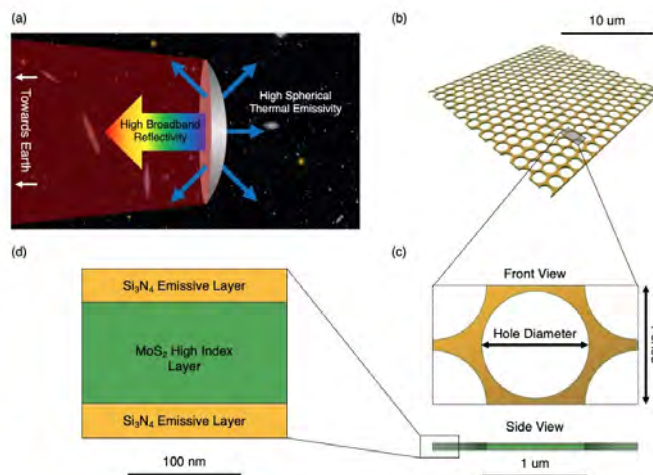 (a)
Towards Earth
High Broadband
Reflectivity
High Spherical
Thermal Emissivity
(b)
10 um
(d)
Si₃N₄ Emissive Layer
MoS₂ High Index
Layer
Si₃N₄ Emissive Layer
100 nm
(c)
Front View
Hole Diameter
Side View
1 um